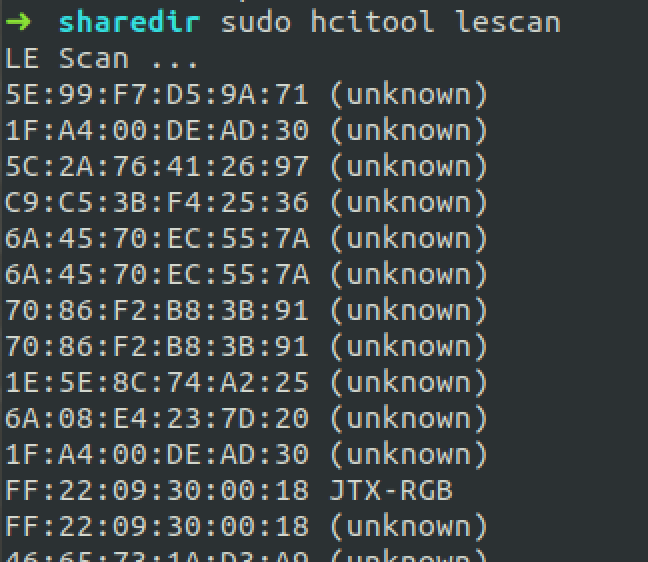 ➜ sharedir sudo hcitool lescan
LE Scan ...
5E:99:F7:D5:9A:71 (unknown)
1F:A4:00:DE:AD:30 (unknown)
5C:2A:76:41:26:97 (unknown)
C9:C5:3B:F4:25:36 (unknown)
6A:45:70:EC:55:7A (unknown)
6A:45:70:EC:55:7A (unknown)
70:86:F2:B8:3B:91 (unknown)
70:86:F2:B8:3B:91 (unknown)
1E:5E:8C:74:A2:25 (unknown)
6A:08:E4:23:7D:20 (unknown)
1F:A4:00:DE:AD:30 (unknown)
FF:22:09:30:00:18 JTX-RGB
FF:22:09:30:00:18 (unknown)
(unknown)